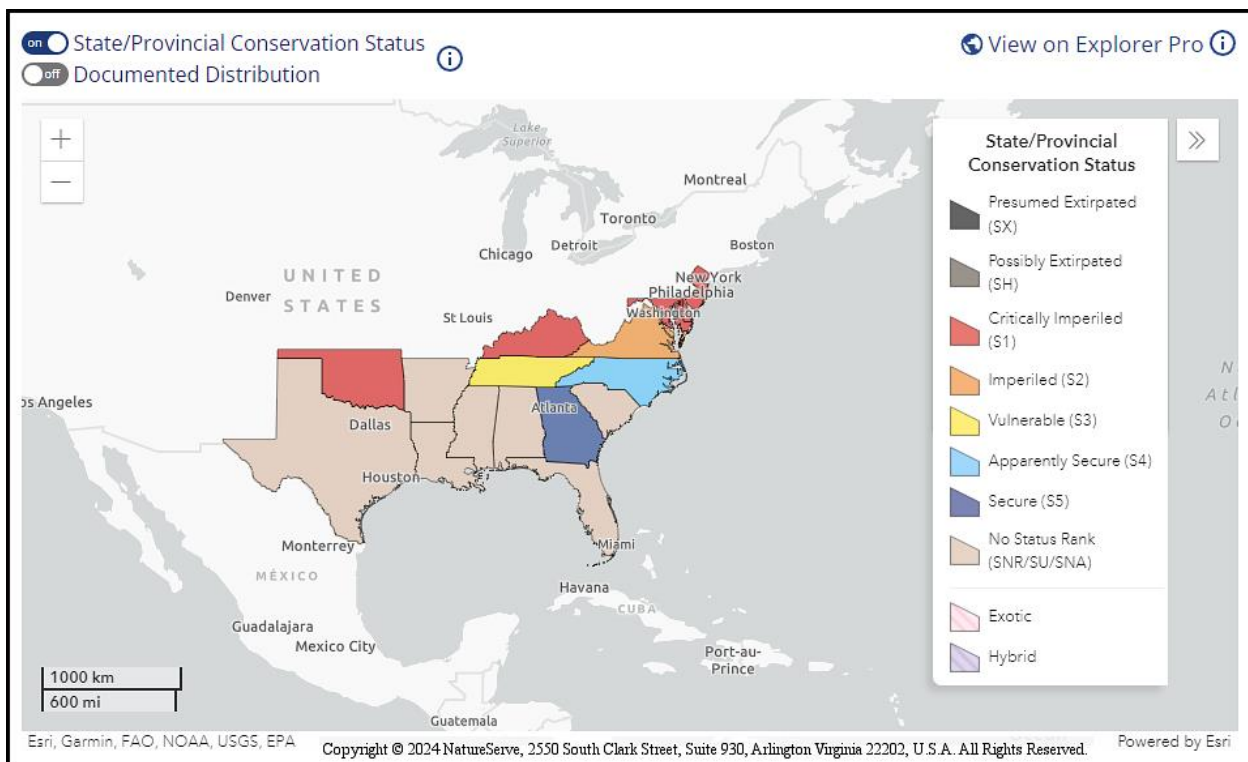 on State/Provincial Conservation Status
off Documented Distribution
View on Explorer Pro
Lake
Superior
Montreal
Toronto
Boston
Chicago
Detroit
New York
Philadelphia
UNITED
STATES
Denver
Washington
St Louis
os Angeles
Atlanta
Dallas
Houston
Monterrey
Miami
MÉXICO
Havana
CUBA
Guadalajara
Mexico City
Port-au-
Prince
Guatemala
N
Atl
O
State/Provincial
Conservation Status
Presumed Extirpated
(SX)
Possibly Extirpated
(SH)
Critically Imperiled
(S1)
Imperiled (S2)
Vulnerable (S3)
Apparently Secure (S4)
Secure (S5)
No Status Rank
(SNR/SU/SNA)
Exotic
Hybrid
1000 km
600 mi
Esri, Garmin, FAO, NOAA, USGS, EPA
Copyright © 2024 NatureServe, 2550 South Clark Street, Suite 930, Arlington Virginia 22202, U.S.A. All Rights Reserved.
Powered by Esri